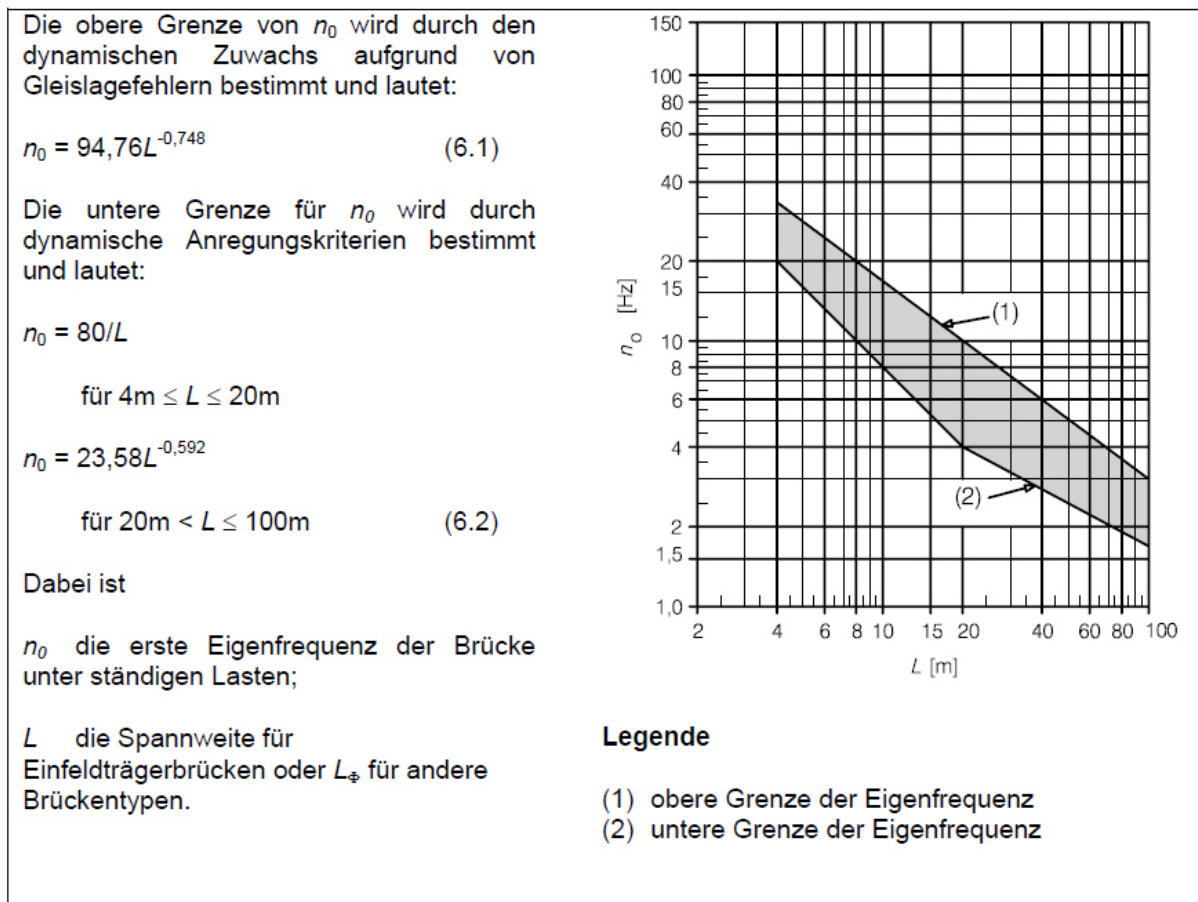 Die obere Grenze von n₀ wird durch den
dynamischen Zuwachs aufgrund von
Gleislagefehlern bestimmt und lautet:
n₀ = 94,76L⁻⁰,⁷⁴⁸ (6.1)
Die untere Grenze für n₀ wird durch
dynamische Anregungskriterien bestimmt
und lautet:
n₀ = 80/L
für 4m ≤ L ≤ 20m
n₀ = 23,58L⁻⁰,⁵⁹²
für 20m < L ≤ 100m (6.2)
Dabei ist
n₀ die erste Eigenfrequenz der Brücke
unter ständigen Lasten;
L die Spannweite für
Einfeldträgerbrücken oder L_Φ für andere
Brückentypen.
150
100
80
60
40
20
15
10
8
6
4
2
1,5
1,0
n₀ [Hz]
(1)
(2)
2 4 6 8 10 15 20 40 60 80 100
L [m]
Legende
(1) obere Grenze der Eigenfrequenz
(2) untere Grenze der Eigenfrequenz